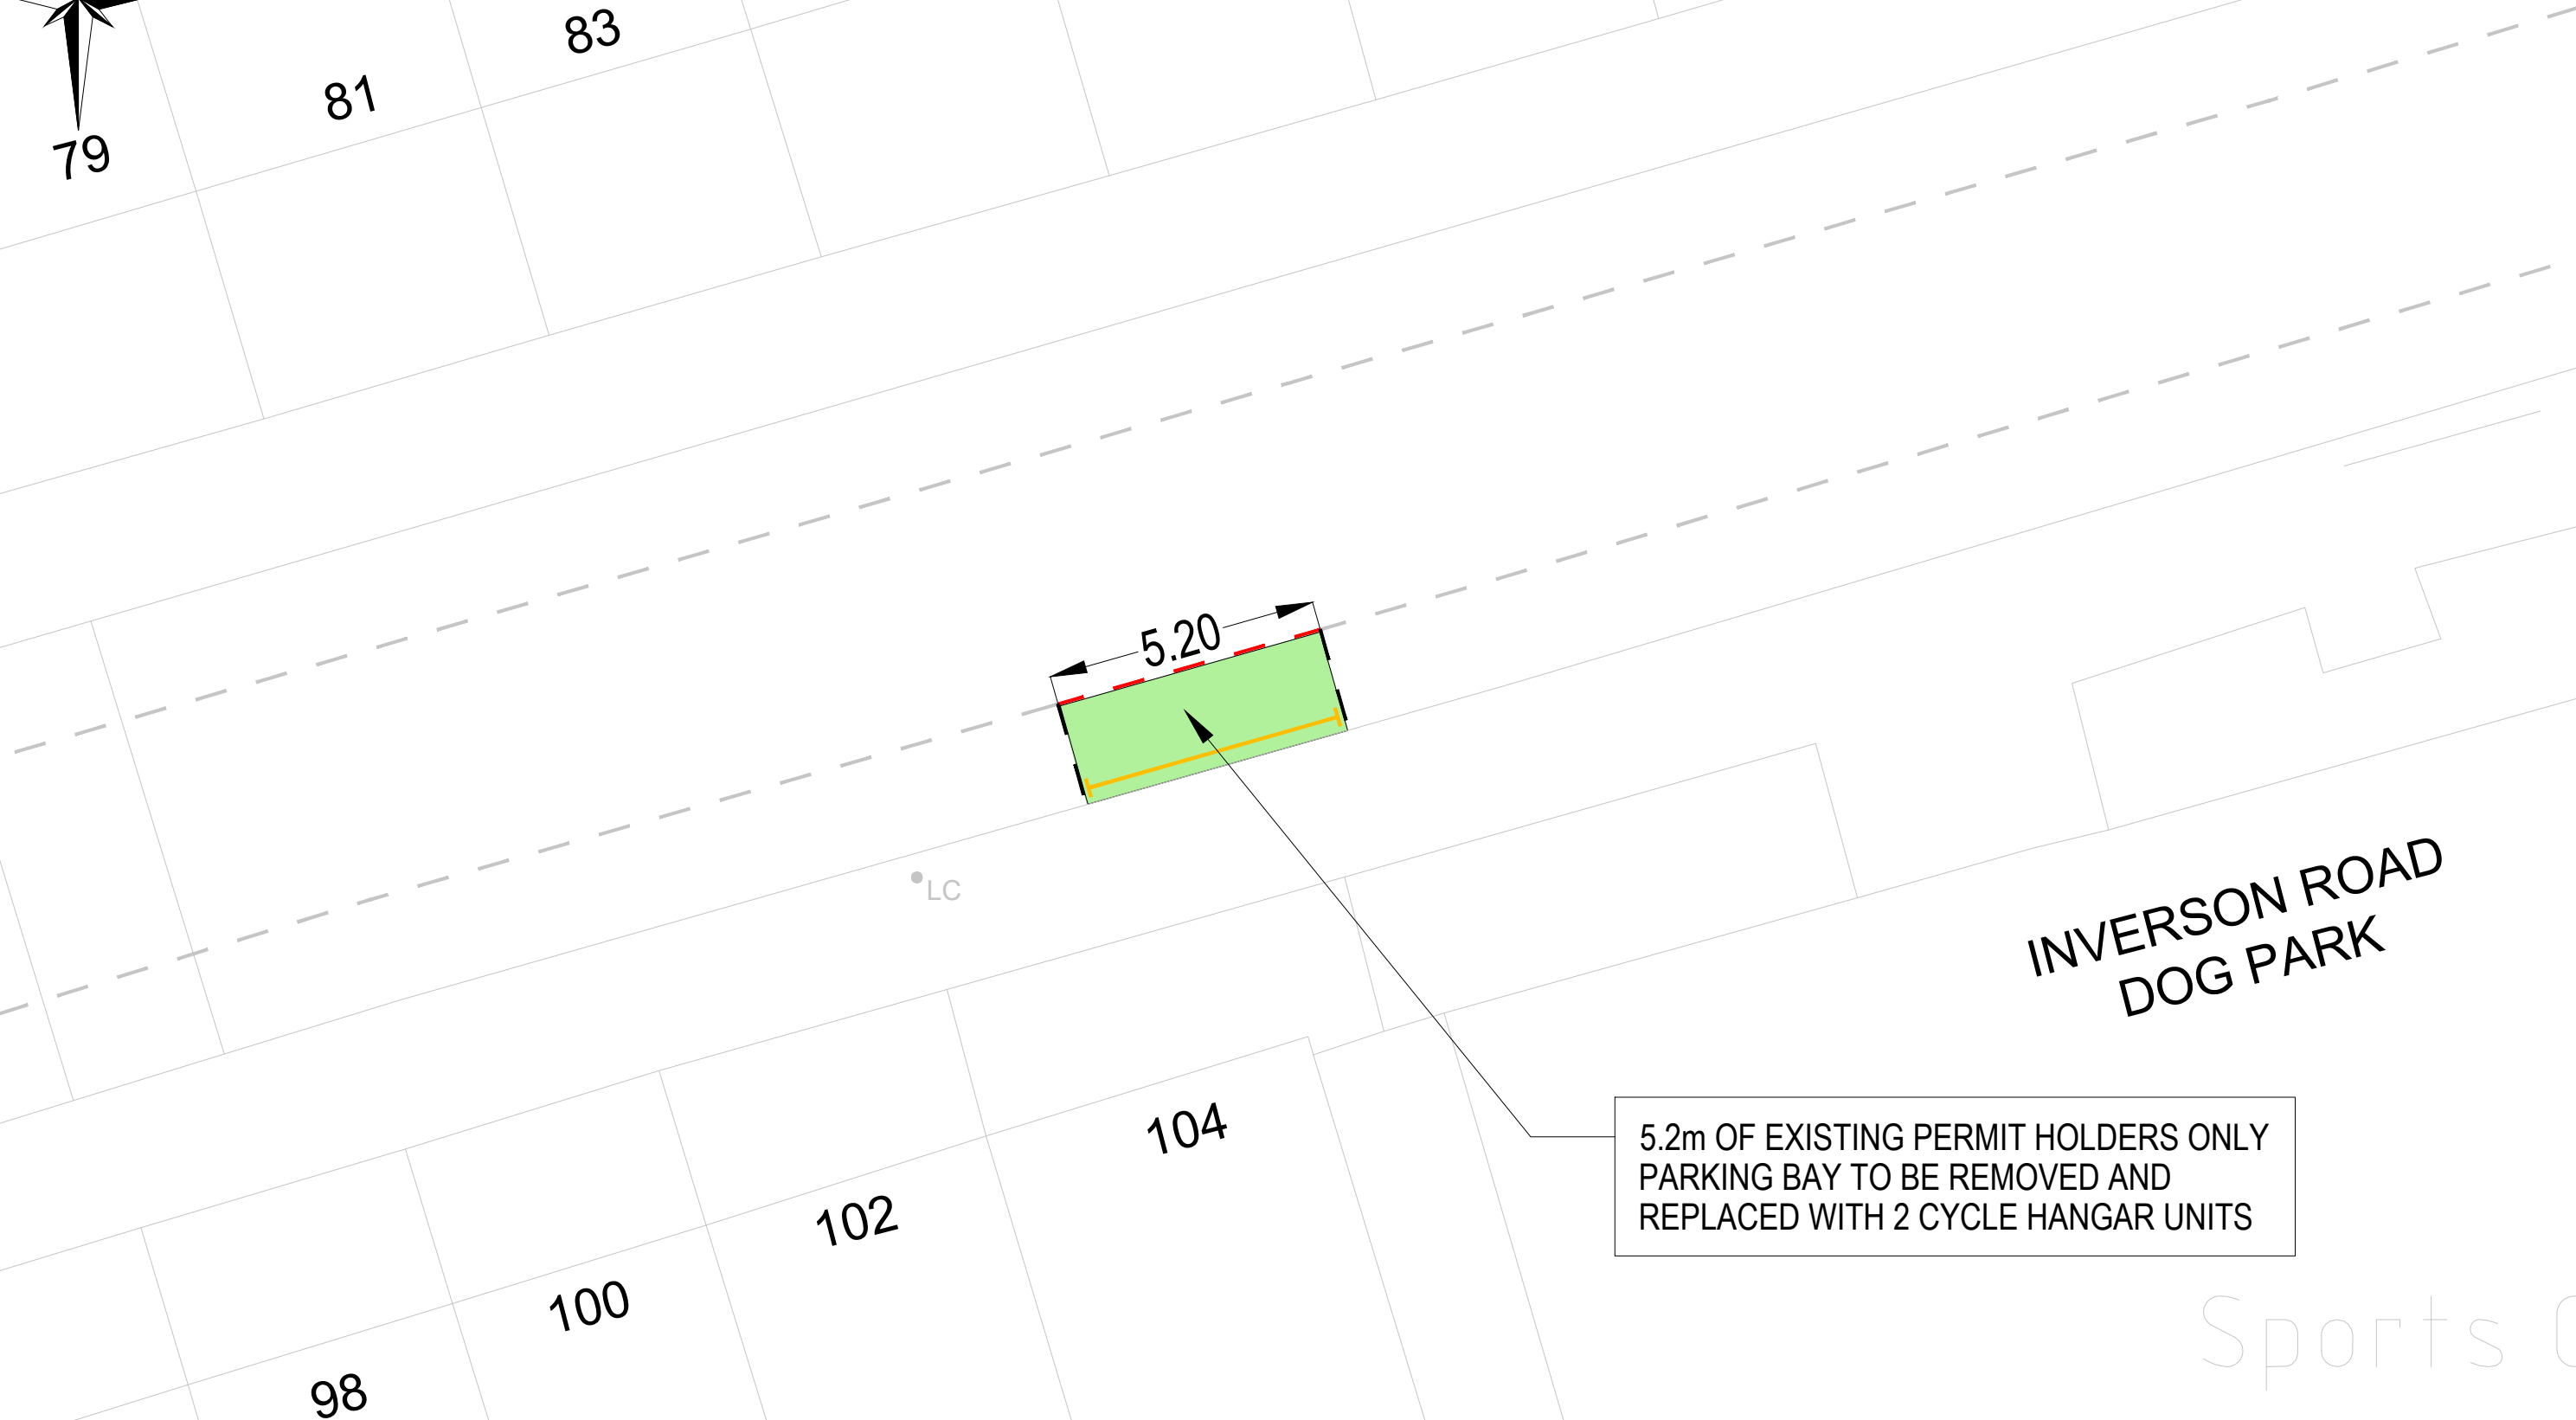 83
81
79
5.20
LC
INVERSON ROAD
DOG PARK
104
5.2m OF EXISTING PERMIT HOLDERS ONLY
PARKING BAY TO BE REMOVED AND
REPLACED WITH 2 CYCLE HANGAR UNITS
102
100
98
Sports